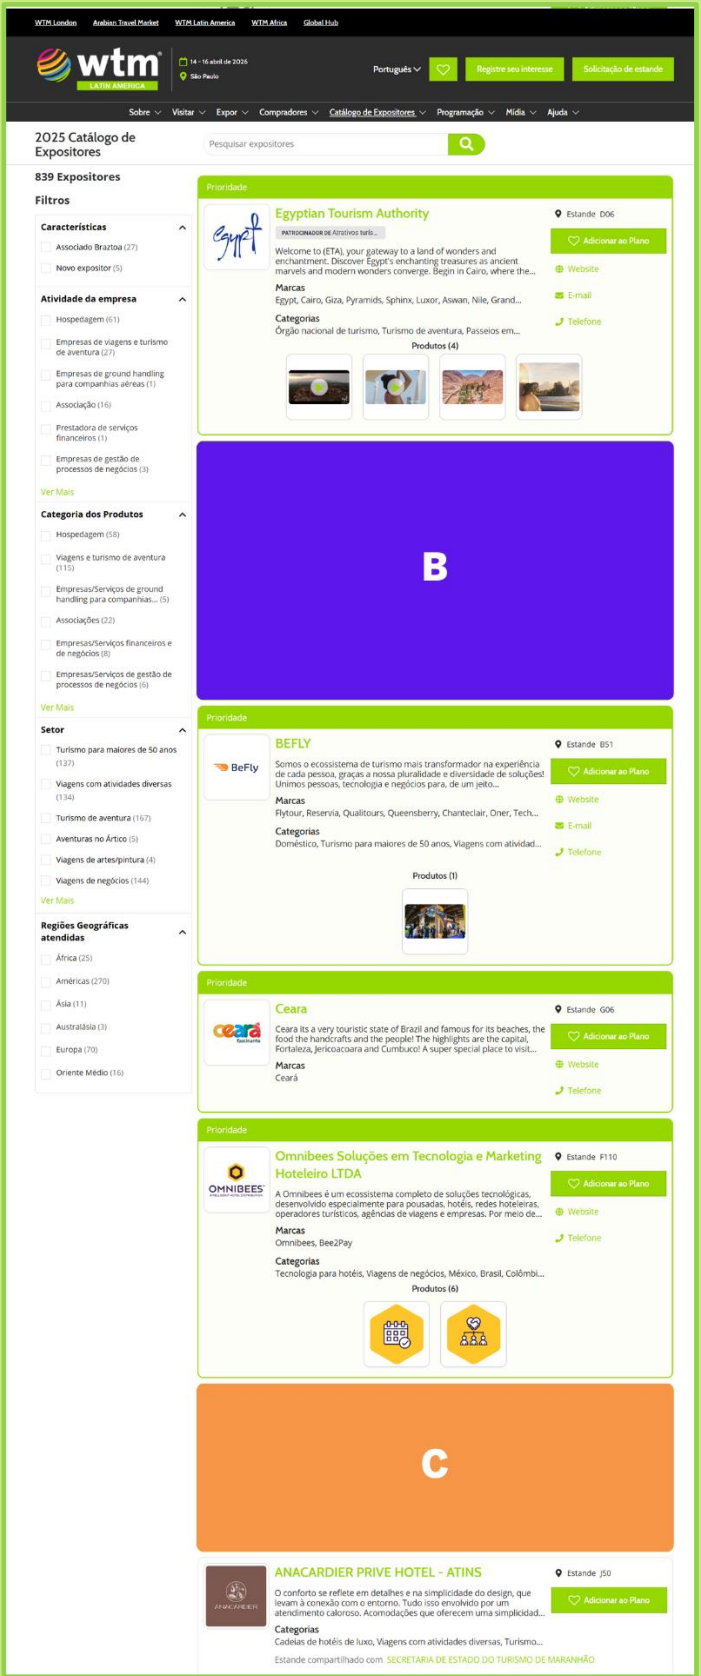 WTM London Arabian Travel Market WTM Latin America WTM Africa Global Hub
wtm
LATIN AMERICA
14 - 16 abril de 2026
São Paulo
Português
Registre seu interesse
Solicitação de estande
Sobre Visitar Expor Compradores Catálogo de Expositores Programação Mídia Ajuda
2025 Catálogo de
Expositores
Pesquisar expositores
839 Expositores
Filtros
Características
Associado Braztoa (27)
Novo expositor (5)
Atividade da empresa
Hospedagem (61)
Empresas de viagens e turismo
de aventura (27)
Empresas de ground handling
para companhias aéreas (1)
Associação (16)
Prestadora de serviços
financeiros (1)
Empresas de gestão de
processos de negócios (3)
Ver Mais
Categoria dos Produtos
Hospedagem (58)
Viagens e turismo de aventura
(115)
Empresas/Serviços de ground
handling para companhias... (5)
Associações (22)
Empresas/Serviços financeiros e
de negócios (8)
Empresas/Serviços de gestão de
processos de negócios (6)
Ver Mais
Setor
Turismo para maiores de 50 anos
(137)
Viagens com atividades diversas
(134)
Turismo de aventura (167)
Aventuras no Ártico (5)
Viagens de artes/pintura (4)
Viagens de negócios (144)
Ver Mais
Regiões Geográficas
atendidas
África (25)
Américas (270)
Ásia (11)
Australásia (3)
Europa (70)
Oriente Médio (16)
Prioridade
Egypt
Egyptian Tourism Authority
PATROCINADOR DE Atrativos turís...
Welcome to (ETA), your gateway to a land of wonders and
enchantment. Discover Egypt's enchanting treasures as ancient
marvels and modern wonders converge. Begin in Cairo, where the...
Marcas
Egypt, Cairo, Giza, Pyramids, Sphinx, Luxor, Aswan, Nile, Grand...
Categorias
Órgão nacional de turismo, Turismo de aventura, Passeios em...
Produtos (4)
Estande D06
Adicionar ao Plano
Website
E-mail
Telefone
B
Prioridade
BeFly
BEFLY
Somos o ecossistema de turismo mais transformador na experiência
de cada pessoa, graças a nossa pluralidade e diversidade de soluções!
Unimos pessoas, tecnologia e negócios para, de um jeito...
Marcas
Flytour, Reservia, Qualitours, Queensberry, Chanteclair, Oner, Tech...
Categorias
Doméstico, Turismo para maiores de 50 anos, Viagens com atividad...
Produtos (1)
Estande B51
Adicionar ao Plano
Website
E-mail
Telefone
Prioridade
ceará
fascinante
Ceara
Ceara its a very touristic state of Brazil and famous for its beaches, the
food the handcrafts and the people! The highlights are the capital,
Fortaleza, Jericoacoara and Cumbuco! A super special place to visit...
Marcas
Ceará
Estande G06
Adicionar ao Plano
Website
Telefone
Prioridade
OMNIBEES
Omnibees Soluções em Tecnologia e Marketing
Hoteleiro LTDA
A Omnibees é um ecossistema completo de soluções tecnológicas,
desenvolvido especialmente para pousadas, hotéis, redes hoteleiras,
operadores turísticos, agências de viagens e empresas. Por meio de...
Marcas
Omnibees, Bee2Pay
Categorias
Tecnologia para hotéis, Viagens de negócios, México, Brasil, Colômbi...
Produtos (6)
Estande F110
Adicionar ao Plano
Website
Telefone
C
ANACARDIER
ANACARDIER PRIVE HOTEL - ATINS
O conforto se reflete em detalhes e na simplicidade do design, que
levam à conexão com o entorno. Tudo isso envolvido por um
atendimento caloroso. Acomodações que oferecem uma simplicidad...
Categorias
Cadeias de hotéis de luxo, Viagens com atividades diversas, Turismo...
Estande compartilhado com SECRETARIA DE ESTADO DO TURISMO DE MARANHÃO
Estande J50
Adicionar ao Plano